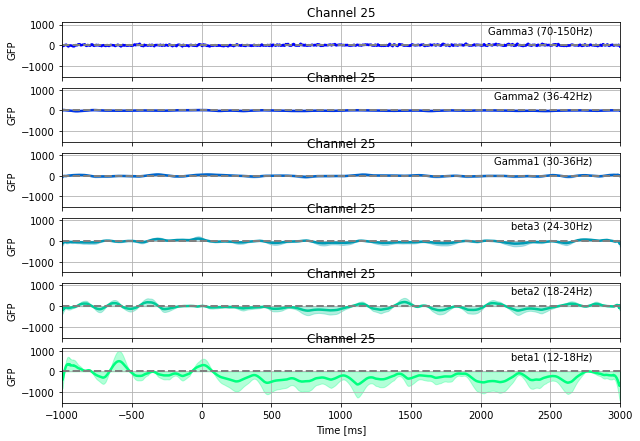 Channel 25
1000
Gamma3 (70-150Hz)
GFP
0
−1000
Channel 25
1000
Gamma2 (36-42Hz)
GFP
0
−1000
Channel 25
1000
Gamma1 (30-36Hz)
GFP
0
−1000
Channel 25
1000
beta3 (24-30Hz)
GFP
0
−1000
Channel 25
1000
beta2 (18-24Hz)
GFP
0
−1000
Channel 25
1000
beta1 (12-18Hz)
GFP
0
−1000
−1000 −500 0 500 1000 1500 2000 2500 3000
Time [ms]